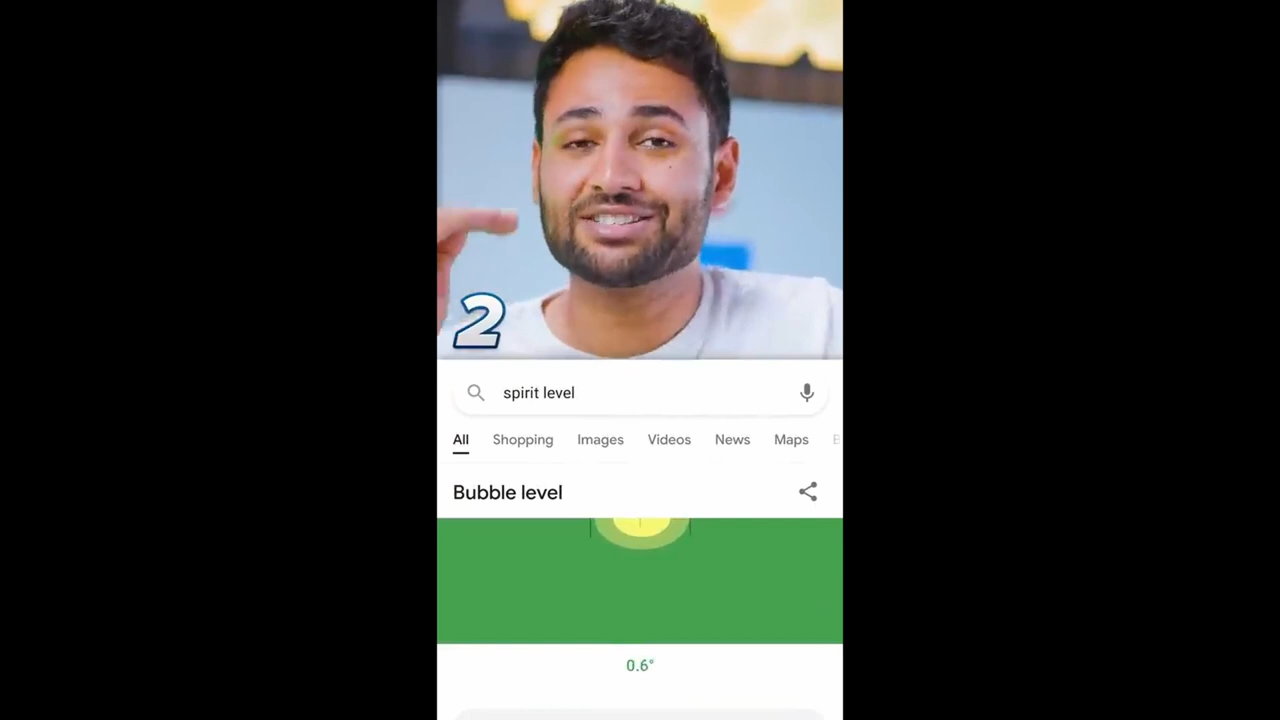 2
spirit level
All Shopping Images Videos News Maps
Bubble level
0.6°